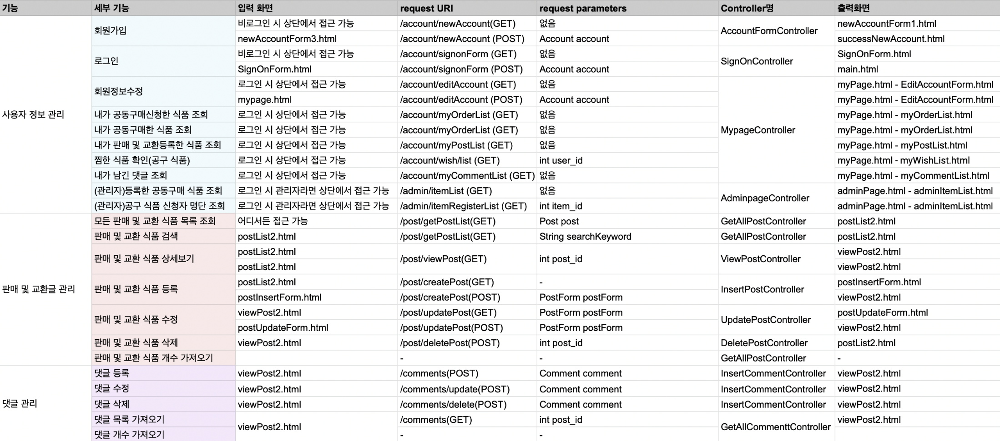 기능 세부 기능 입력 화면 request URI request parameters Controller명 출력화면
사용자 정보 관리 회원가입 비로그인 시 상단에서 접근 가능 /account/newAccount(GET) 없음 AccountFormController newAccountForm1.html
newAccountForm3.html /account/newAccount (POST) Account account successNewAccount.html
로그인 비로그인 시 상단에서 접근 가능 /account/signonForm (GET) 없음 SignOnController SignOnForm.html
SignOnForm.html /account/signonForm (POST) Account account main.html
회원정보수정 로그인 시 상단에서 접근 가능 /account/editAccount (GET) 없음 MypageController myPage.html - EditAccountForm.html
mypage.html /account/editAccount (POST) Account account myPage.html - EditAccountForm.html
내가 공동구매신청한 식품 조회 로그인 시 상단에서 접근 가능 /account/myOrderList (GET) 없음 myPage.html - myOrderList.html
내가 공동구매한 식품 조회 로그인 시 상단에서 접근 가능 /account/myOrderList (GET) 없음 myPage.html - myOrderList.html
내가 판매 및 교환등록한 식품 조회 로그인 시 상단에서 접근 가능 /account/myPostList (GET) 없음 myPage.html - myPostList.html
찜한 식품 확인(공구 식품) 로그인 시 상단에서 접근 가능 /account/wish/list (GET) int user_id myPage.html - myWishList.html
내가 남긴 댓글 조회 로그인 시 상단에서 접근 가능 /account/myCommentList (GET) 없음 myPage.html - myCommentList.html
(관리자)등록한 공동구매 식품 조회 로그인 시 관리자라면 상단에서 접근 가능 /admin/itemList (GET) 없음 AdminpageController adminPage.html - adminItemList.html
(관리자)공구 식품 신청자 명단 조회 로그인 시 관리자라면 상단에서 접근 가능 /admin/itemRegisterList (GET) int item_id adminPage.html - adminItemList.html
판매 및 교환글 관리 모든 판매 및 교환 식품 목록 조회 어디서든 접근 가능 /post/getPostList(GET) Post post GetAllPostController postList2.html
판매 및 교환 식품 검색 postList2.html /post/getPostList(GET) String searchKeyword GetAllPostController postList2.html
판매 및 교환 식품 상세보기 postList2.html /post/viewPost(GET) int post_id ViewPostController viewPost2.html
postList2.html viewPost2.html
판매 및 교환 식품 등록 postList2.html /post/createPost(GET) - InsertPostController postInsertForm.html
postInsertForm.html /post/createPost(POST) PostForm postForm viewPost2.html
판매 및 교환 식품 수정 viewPost2.html /post/updatePost(GET) PostForm postForm UpdatePostController postUpdateForm.html
postUpdateForm.html /post/updatePost(POST) PostForm postForm viewPost2.html
판매 및 교환 식품 삭제 viewPost2.html /post/deletePost(POST) int post_id DeletePostController postList2.html
판매 및 교환 식품 개수 가져오기 - - GetAllPostController -
댓글 관리 댓글 등록 viewPost2.html /comments(POST) Comment comment InsertCommentController viewPost2.html
댓글 수정 viewPost2.html /comments/update(POST) Comment comment InsertCommentController viewPost2.html
댓글 삭제 viewPost2.html /comments/delete(POST) Comment comment InsertCommentController viewPost2.html
댓글 목록 가져오기 viewPost2.html /comments(GET) int post_id GetAllCommenttController viewPost2.html
댓글 개수 가져오기 - -